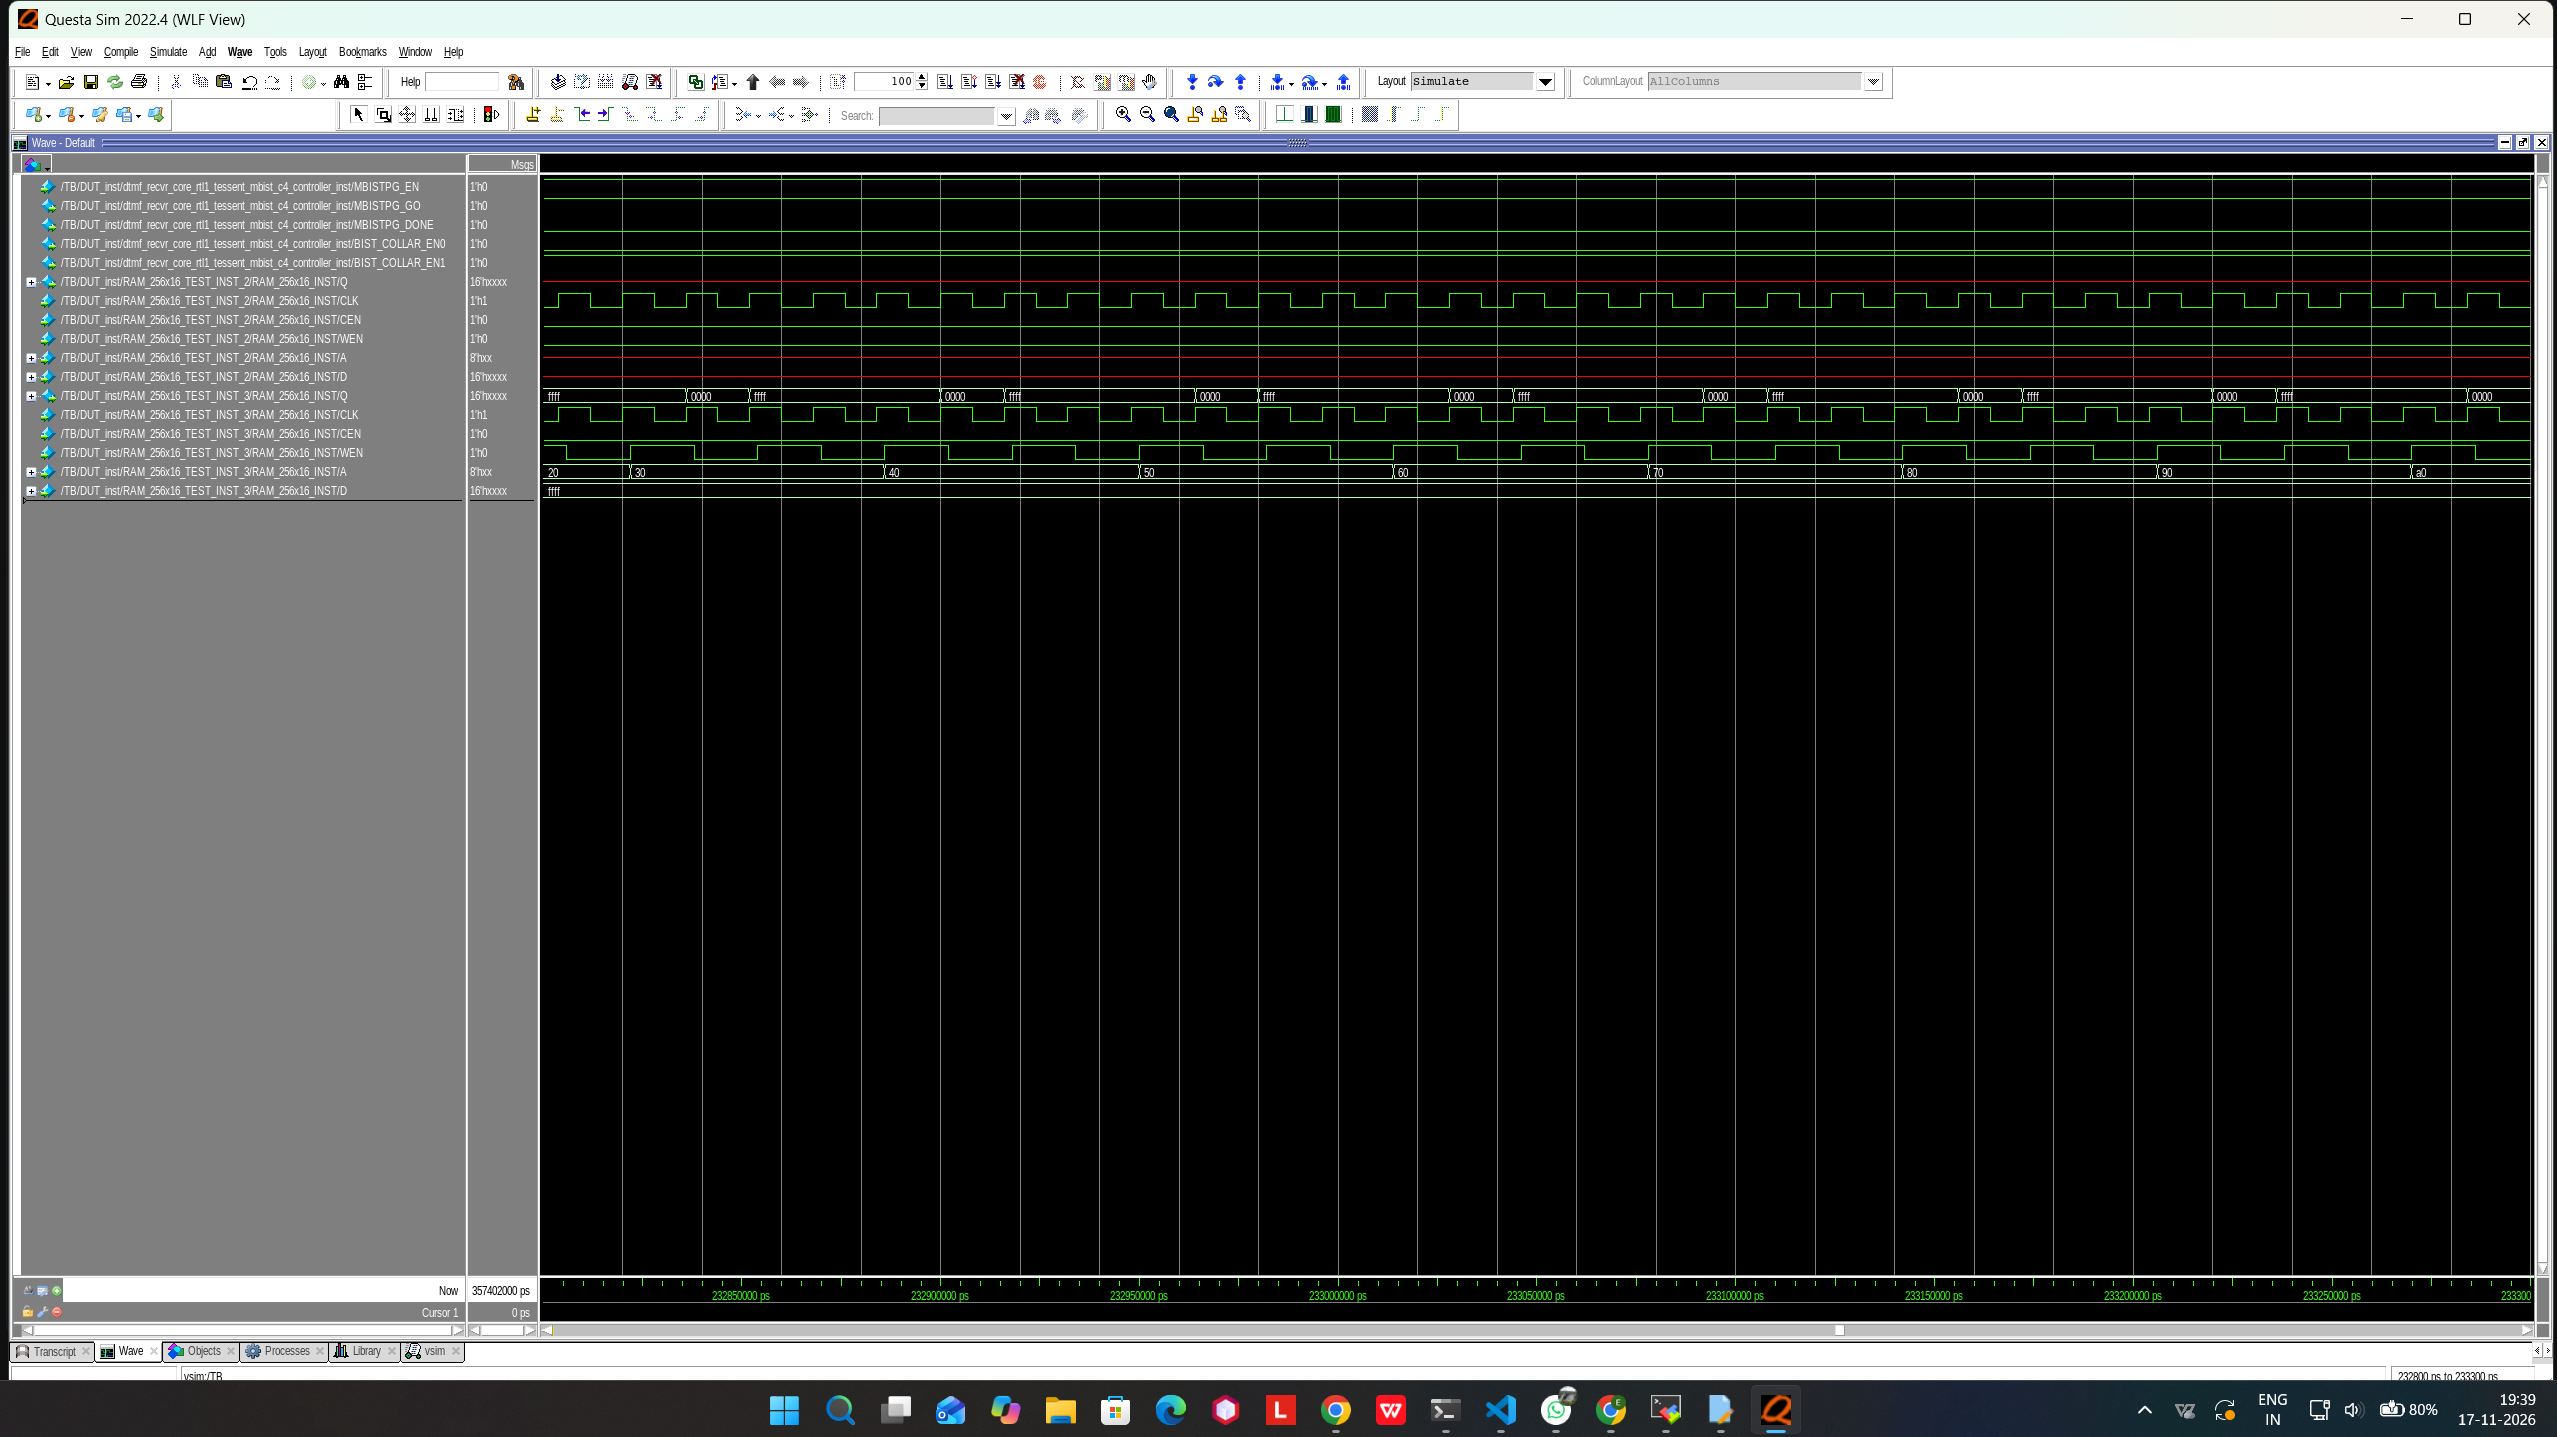 Questa Sim 2022.4 (WLF View)
File Edit View Compile Simulate Add Wave Tools Layout Bookmarks Window Help
Help 100 Layout Simulate ColumnLayout AllColumns
Search:
Wave - Default
Msgs
/TB/DUT_inst/dtmf_recvr_core_rtl1_tessent_mbist_c4_controller_inst/MBISTPG_EN 1'h0
/TB/DUT_inst/dtmf_recvr_core_rtl1_tessent_mbist_c4_controller_inst/MBISTPG_GO 1'h0
/TB/DUT_inst/dtmf_recvr_core_rtl1_tessent_mbist_c4_controller_inst/MBISTPG_DONE 1'h0
/TB/DUT_inst/dtmf_recvr_core_rtl1_tessent_mbist_c4_controller_inst/BIST_COLLAR_EN0 1'h0
/TB/DUT_inst/dtmf_recvr_core_rtl1_tessent_mbist_c4_controller_inst/BIST_COLLAR_EN1 1'h0
/TB/DUT_inst/RAM_256x16_TEST_INST_2/RAM_256x16_INST/Q 16'hxxxx
/TB/DUT_inst/RAM_256x16_TEST_INST_2/RAM_256x16_INST/CLK 1'h1
/TB/DUT_inst/RAM_256x16_TEST_INST_2/RAM_256x16_INST/CEN 1'h0
/TB/DUT_inst/RAM_256x16_TEST_INST_2/RAM_256x16_INST/WEN 1'h0
/TB/DUT_inst/RAM_256x16_TEST_INST_2/RAM_256x16_INST/A 8'hxx
/TB/DUT_inst/RAM_256x16_TEST_INST_2/RAM_256x16_INST/D 16'hxxxx
/TB/DUT_inst/RAM_256x16_TEST_INST_3/RAM_256x16_INST/Q 16'hxxxx ffff 0000 ffff 0000 ffff 0000 ffff 0000 ffff 0000 ffff 0000 ffff 0000 ffff 0000
/TB/DUT_inst/RAM_256x16_TEST_INST_3/RAM_256x16_INST/CLK 1'h1
/TB/DUT_inst/RAM_256x16_TEST_INST_3/RAM_256x16_INST/CEN 1'h0
/TB/DUT_inst/RAM_256x16_TEST_INST_3/RAM_256x16_INST/WEN 1'h0
/TB/DUT_inst/RAM_256x16_TEST_INST_3/RAM_256x16_INST/A 8'hxx 20 30 40 50 60 70 80 90 a0
/TB/DUT_inst/RAM_256x16_TEST_INST_3/RAM_256x16_INST/D 16'hxxxx ffff
Now 357402000 ps 232850000 ps 232900000 ps 232950000 ps 233000000 ps 233050000 ps 233100000 ps 233150000 ps 233200000 ps 233250000 ps 233300
Cursor 1 0 ps
Transcript Wave Objects Processes Library vsim
vsim:/TB 232800 ns to 233300 ns
ENG 19:39
IN 80% 17-11-2026